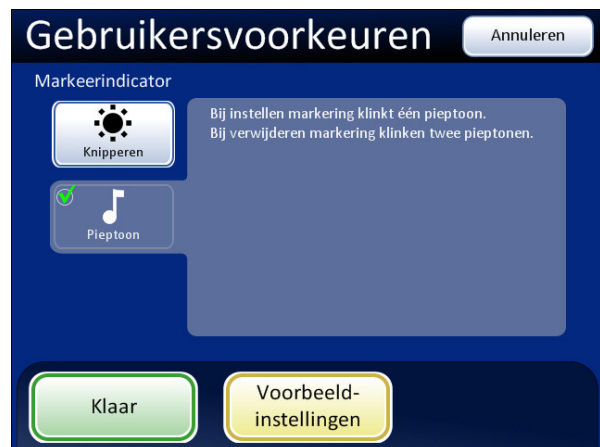 Gebruikersvoorkeuren
Annuleren
Markeerindicator
Knipperen
Bij instellen markering klinkt één pieptoon.
Bij verwijderen markering klinken twee pieptonen.
Pieptoon
Klaar
Voorbeeld-
instellingen